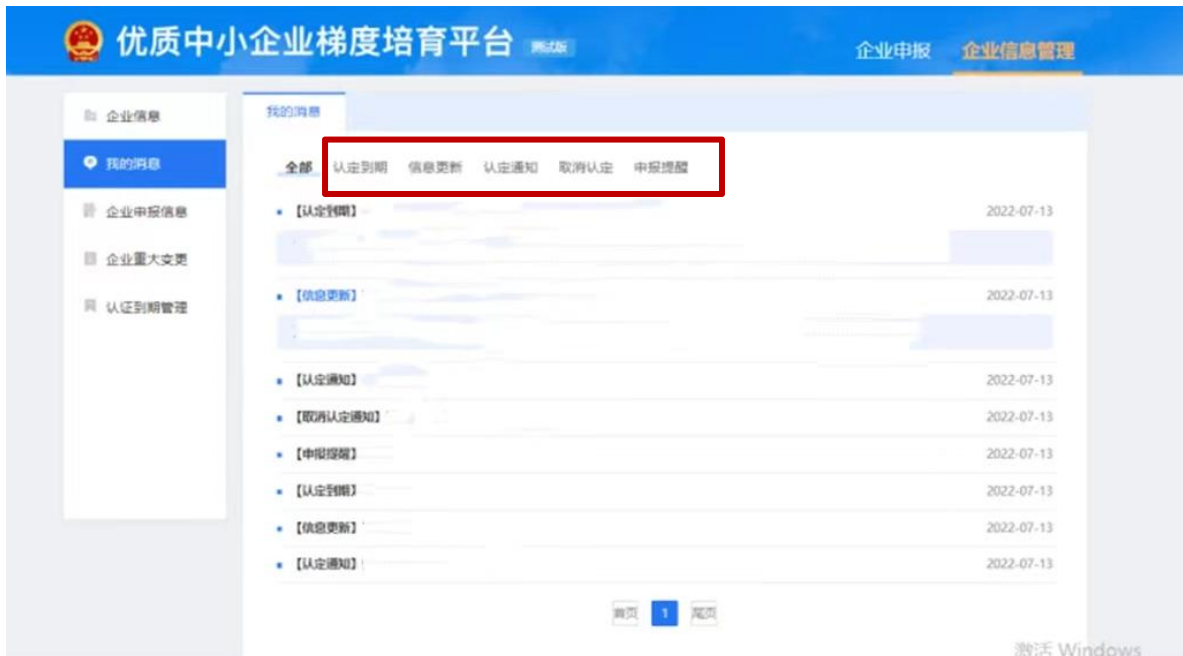 优质中小企业梯度培育平台 测试版
企业申报 企业信息管理
企业信息
我的消息
企业申报信息
企业重大变更
认证到期管理
我的消息
全部 认定到期 信息更新 认定通知 取消认定 申报提醒
【认定到期】 2022-07-13
【信息更新】 2022-07-13
【认定通知】 2022-07-13
【取消认定通知】 2022-07-13
【申报提醒】 2022-07-13
【认定到期】 2022-07-13
【信息更新】 2022-07-13
【认定通知】 2022-07-13
首页 1 尾页
激活 Windows